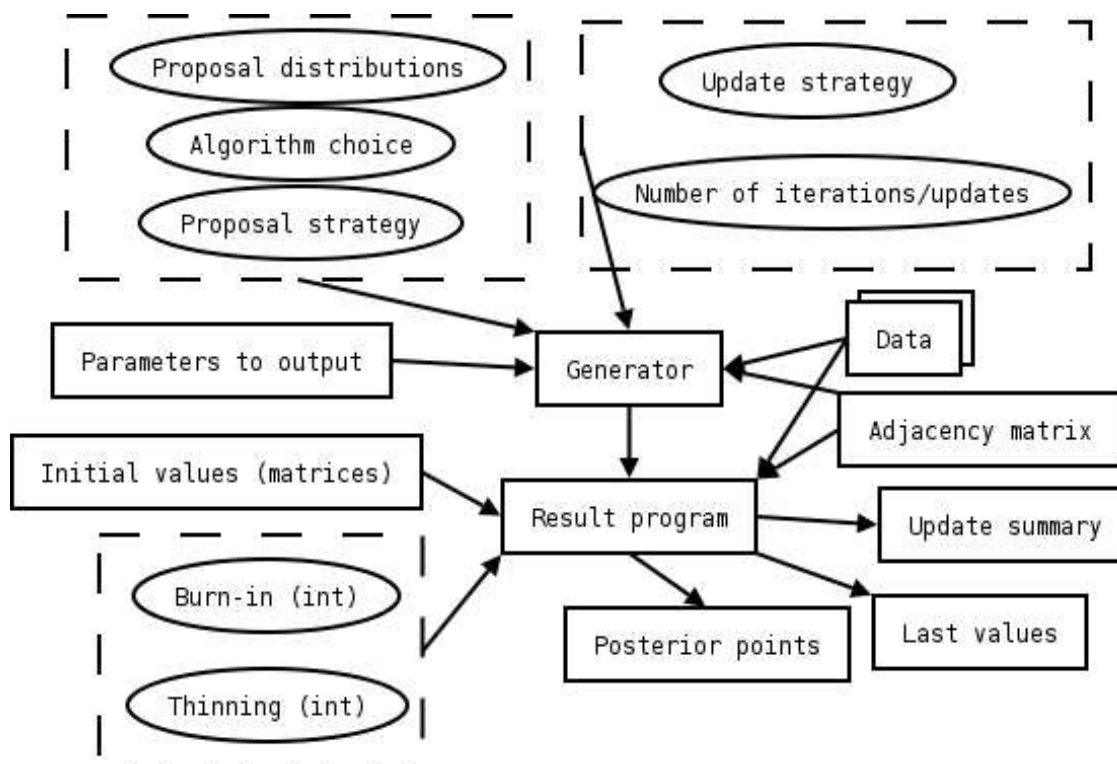 Proposal distributions
Update strategy
Algorithm choice
Number of iterations/updates
Proposal strategy
Data
Parameters to output
Generator
Adjacency matrix
Initial values (matrices)
Result program
Update summary
Burn-in (int)
Posterior points
Last values
Thinning (int)